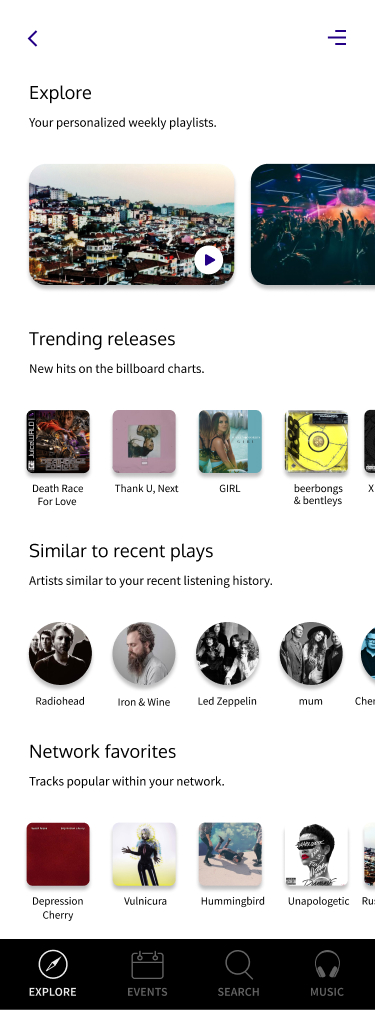 Explore
Your personalized weekly playlists.
Trending releases
New hits on the billboard charts.
Death Race
For Love
Thank U, Next
GIRL
beerbongs
& bentleys
X
Similar to recent plays
Artists similar to your recent listening history.
Radiohead
Iron & Wine
Led Zeppelin
mum
Cher
Network favorites
Tracks popular within your network.
Depression
Cherry
Vulnicura
Hummingbird
Unapologetic
Rus
EXPLORE
EVENTS
SEARCH
MUSIC